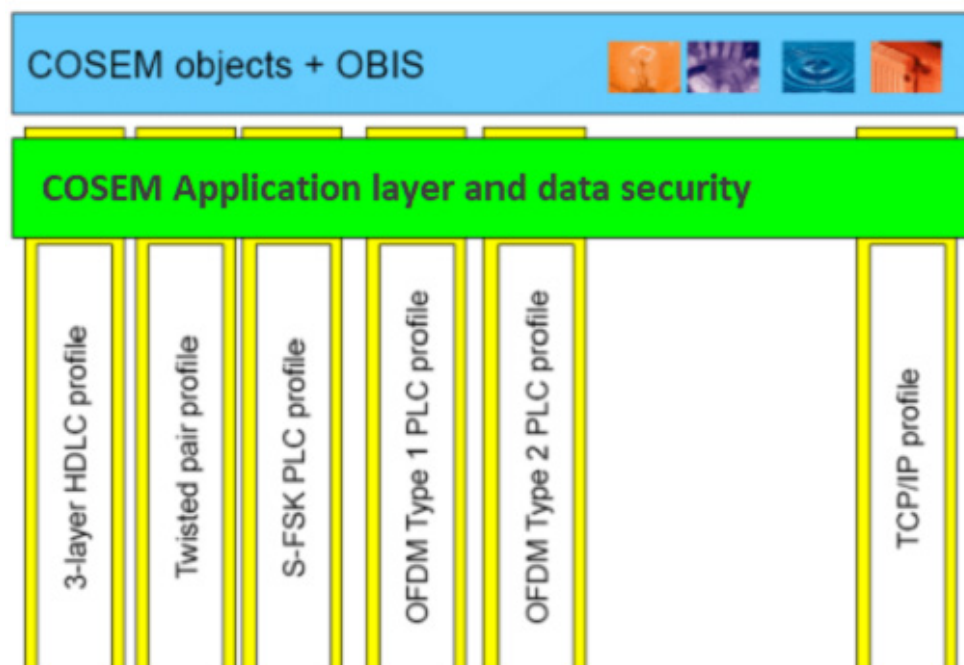 COSEM objects + OBIS
COSEM Application layer and data security
3-layer HDLC profile
Twisted pair profile
S-FSK PLC profile
OFDM Type 1 PLC profile
OFDM Type 2 PLC profile
TCP/IP profile